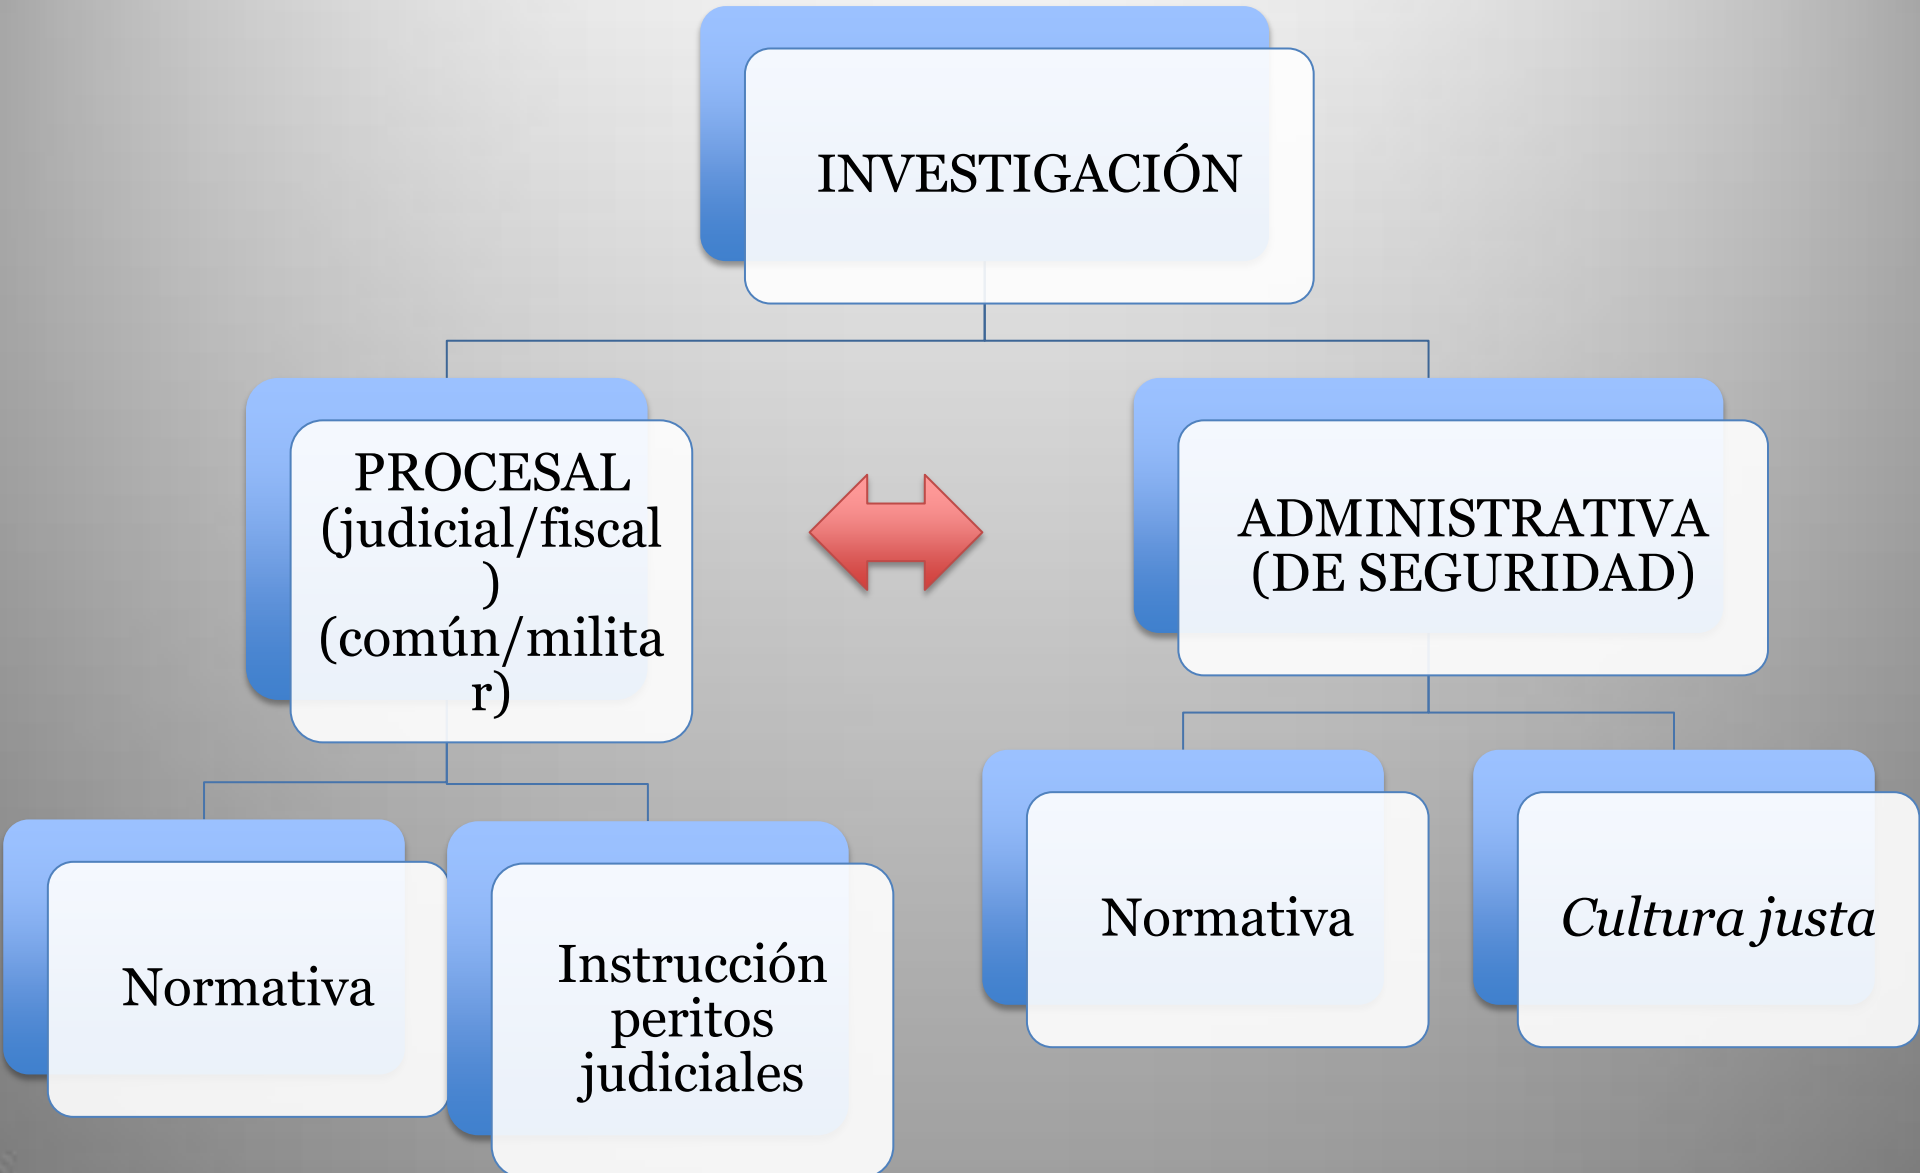 INVESTIGACIÓN
PROCESAL
(judicial/fiscal
)
(común/milita
r)
ADMINISTRATIVA
(DE SEGURIDAD)
Normativa
Instrucción
peritos
judiciales
Normativa
Cultura justa